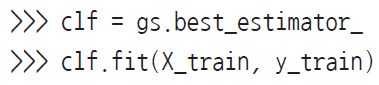 >>> clf = gs.best_estimator_
>>> clf.fit(X_train, y_train)